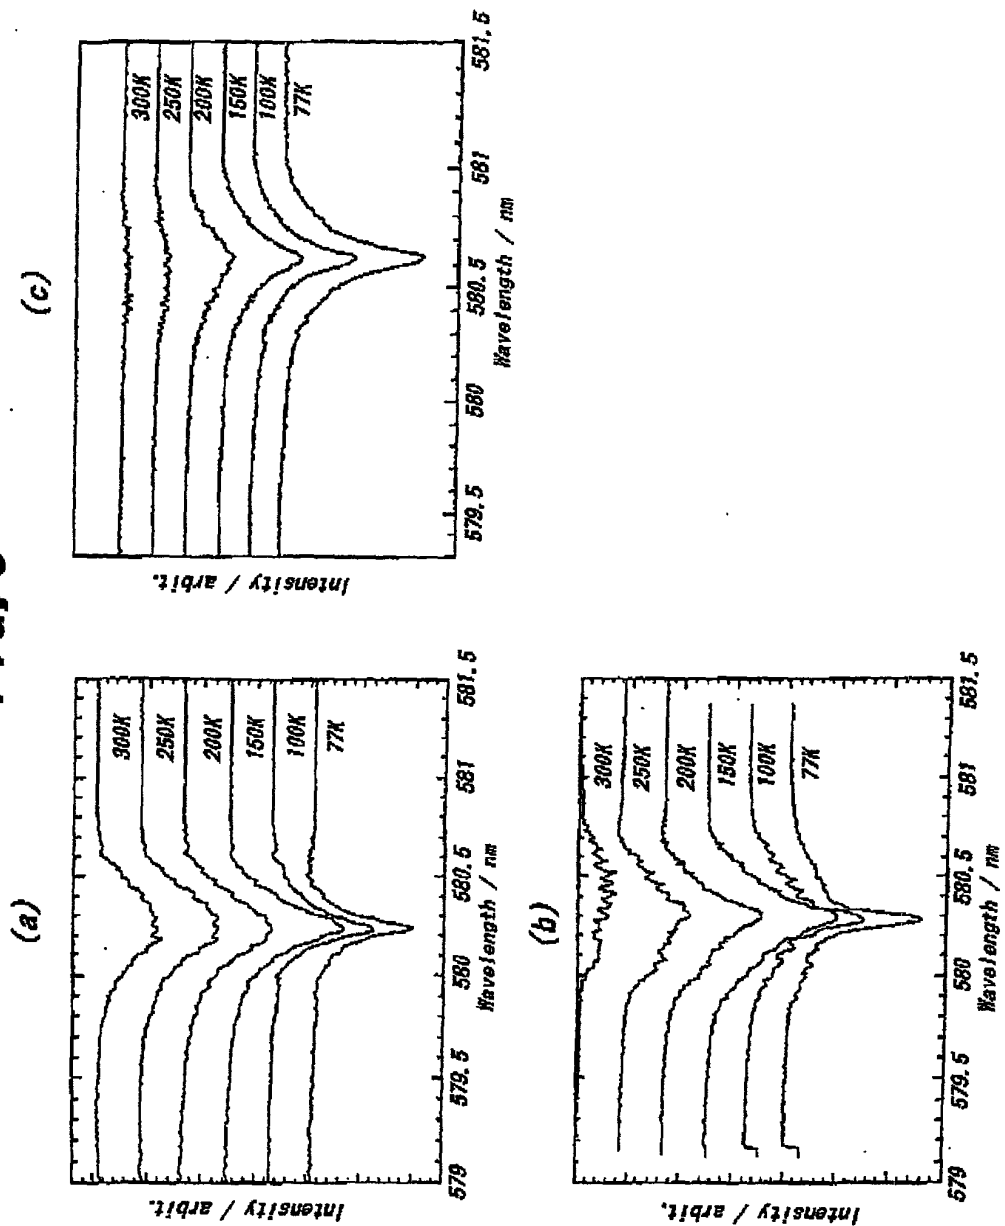 (a)
Intensity / arbit.
300K
250K
200K
150K
100K
77K
579 579.5 580 580.5 581 581.5
Wavelength / nm
(b)
Intensity / arbit.
300K
250K
200K
150K
100K
77K
579 579.5 580 580.5 581 581.5
Wavelength / nm
(c)
Intensity / arbit.
300K
250K
200K
150K
100K
77K
579.5 580 580.5 581 581.5
Wavelength / nm